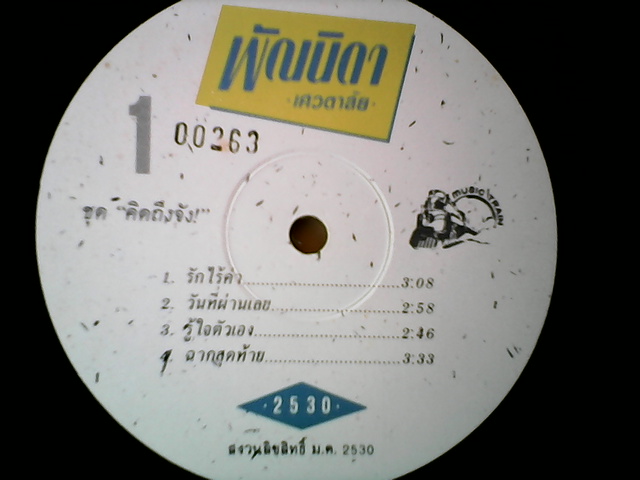 พัณนิดา
·เศวตาลัย·
1
00263
ชุด "คิดถึงจัง!"
MUSIC TRAIN
1. รักไร้ค่า 3:08
2. วันที่ผ่านเลย 2:58
3. รู้ใจตัวเอง 2:46
4. ฉากสุดท้าย 3:33
·2530·
สงวนลิขสิทธิ์ ม.ค. 2530